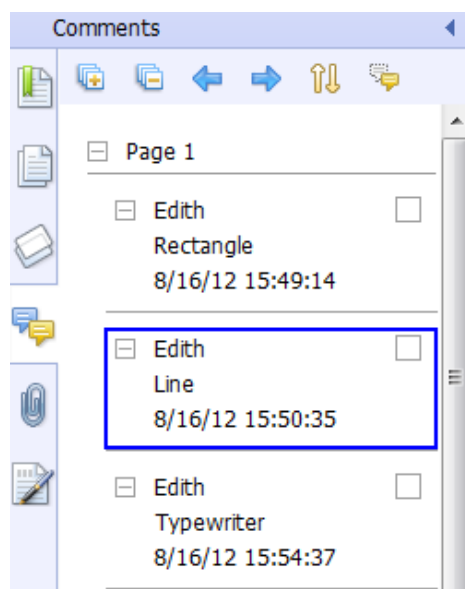 Comments
Page 1
Edith
Rectangle
8/16/12 15:49:14
Edith
Line
8/16/12 15:50:35
Edith
Typewriter
8/16/12 15:54:37